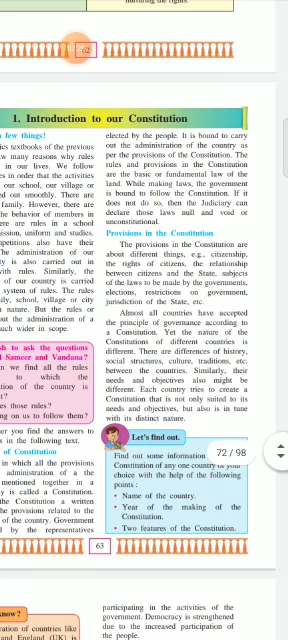 nurturing the rights.
62
1. Introduction to our Constitution
few things!
ics textbooks of the previous
w many reasons why rules
in our lives. We follow
es in order that the activities
our school, our village or
ed out smoothly. There are
family. However, there are
the behavior of members in
ere are rules in a school
ission, uniform and studies.
petitions also have their
The administration of our
ty is also carried out in
ith rules. Similarly, the
of our country is carried
system of rules. The rules
ily, school, village or city
n nature. But the rules or
out the administration of a
uch wider in scope.
sh to ask the questions
Sameer and Vandana?
n we find all the rules
to which the
tion of the country is
t?
es those rules?
ng on us to follow them?
er you find the answers to
s in the following text.
of Constitution
in which all the provisions
administration of a the
mentioned together in a
y is called a Constitution.
the Constitution a written
he provisions related to the
of the country. Government
l by the representatives
elected by the people. It is bound to carry
out the administration of the country as
per the provisions of the Constitution. The
rules and provisions in the Constitution
are the basic or fundamental law of the
land. While making laws, the government
is bound to follow the Constitution. If it
does not do so, then the Judiciary can
declare those laws null and void or
unconstitutional.
Provisions in the Constitution
The provisions in the Constitution are
about different things, e.g., citizenship,
the rights of citizens, the relationship
between citizens and the State, subjects
of the laws to be made by the governments,
elections, restrictions on government,
jurisdiction of the State, etc.
Almost all countries have accepted
the principle of governance according to
a Constitution. Yet the nature of the
Constitutions of different countries is
different. There are differences of history,
social structures, culture, traditions, etc.
between the countries. Similarly, their
needs and objectives also might be
different. Each country tries to create a
Constitution that is not only suited to its
needs and objectives, but also is in tune
with its distinct nature.
Let's find out.
Find out some information
Constitution of any one country of your
choice with the help of the following
points :
• Name of the country.
• Year of the making of the
Constitution.
• Two features of the Constitution.
72 / 98
63
know?
eration of countries like
and England (UK) is
participating in the activities of the
government. Democracy is strengthened
due to the increased participation of
the people.